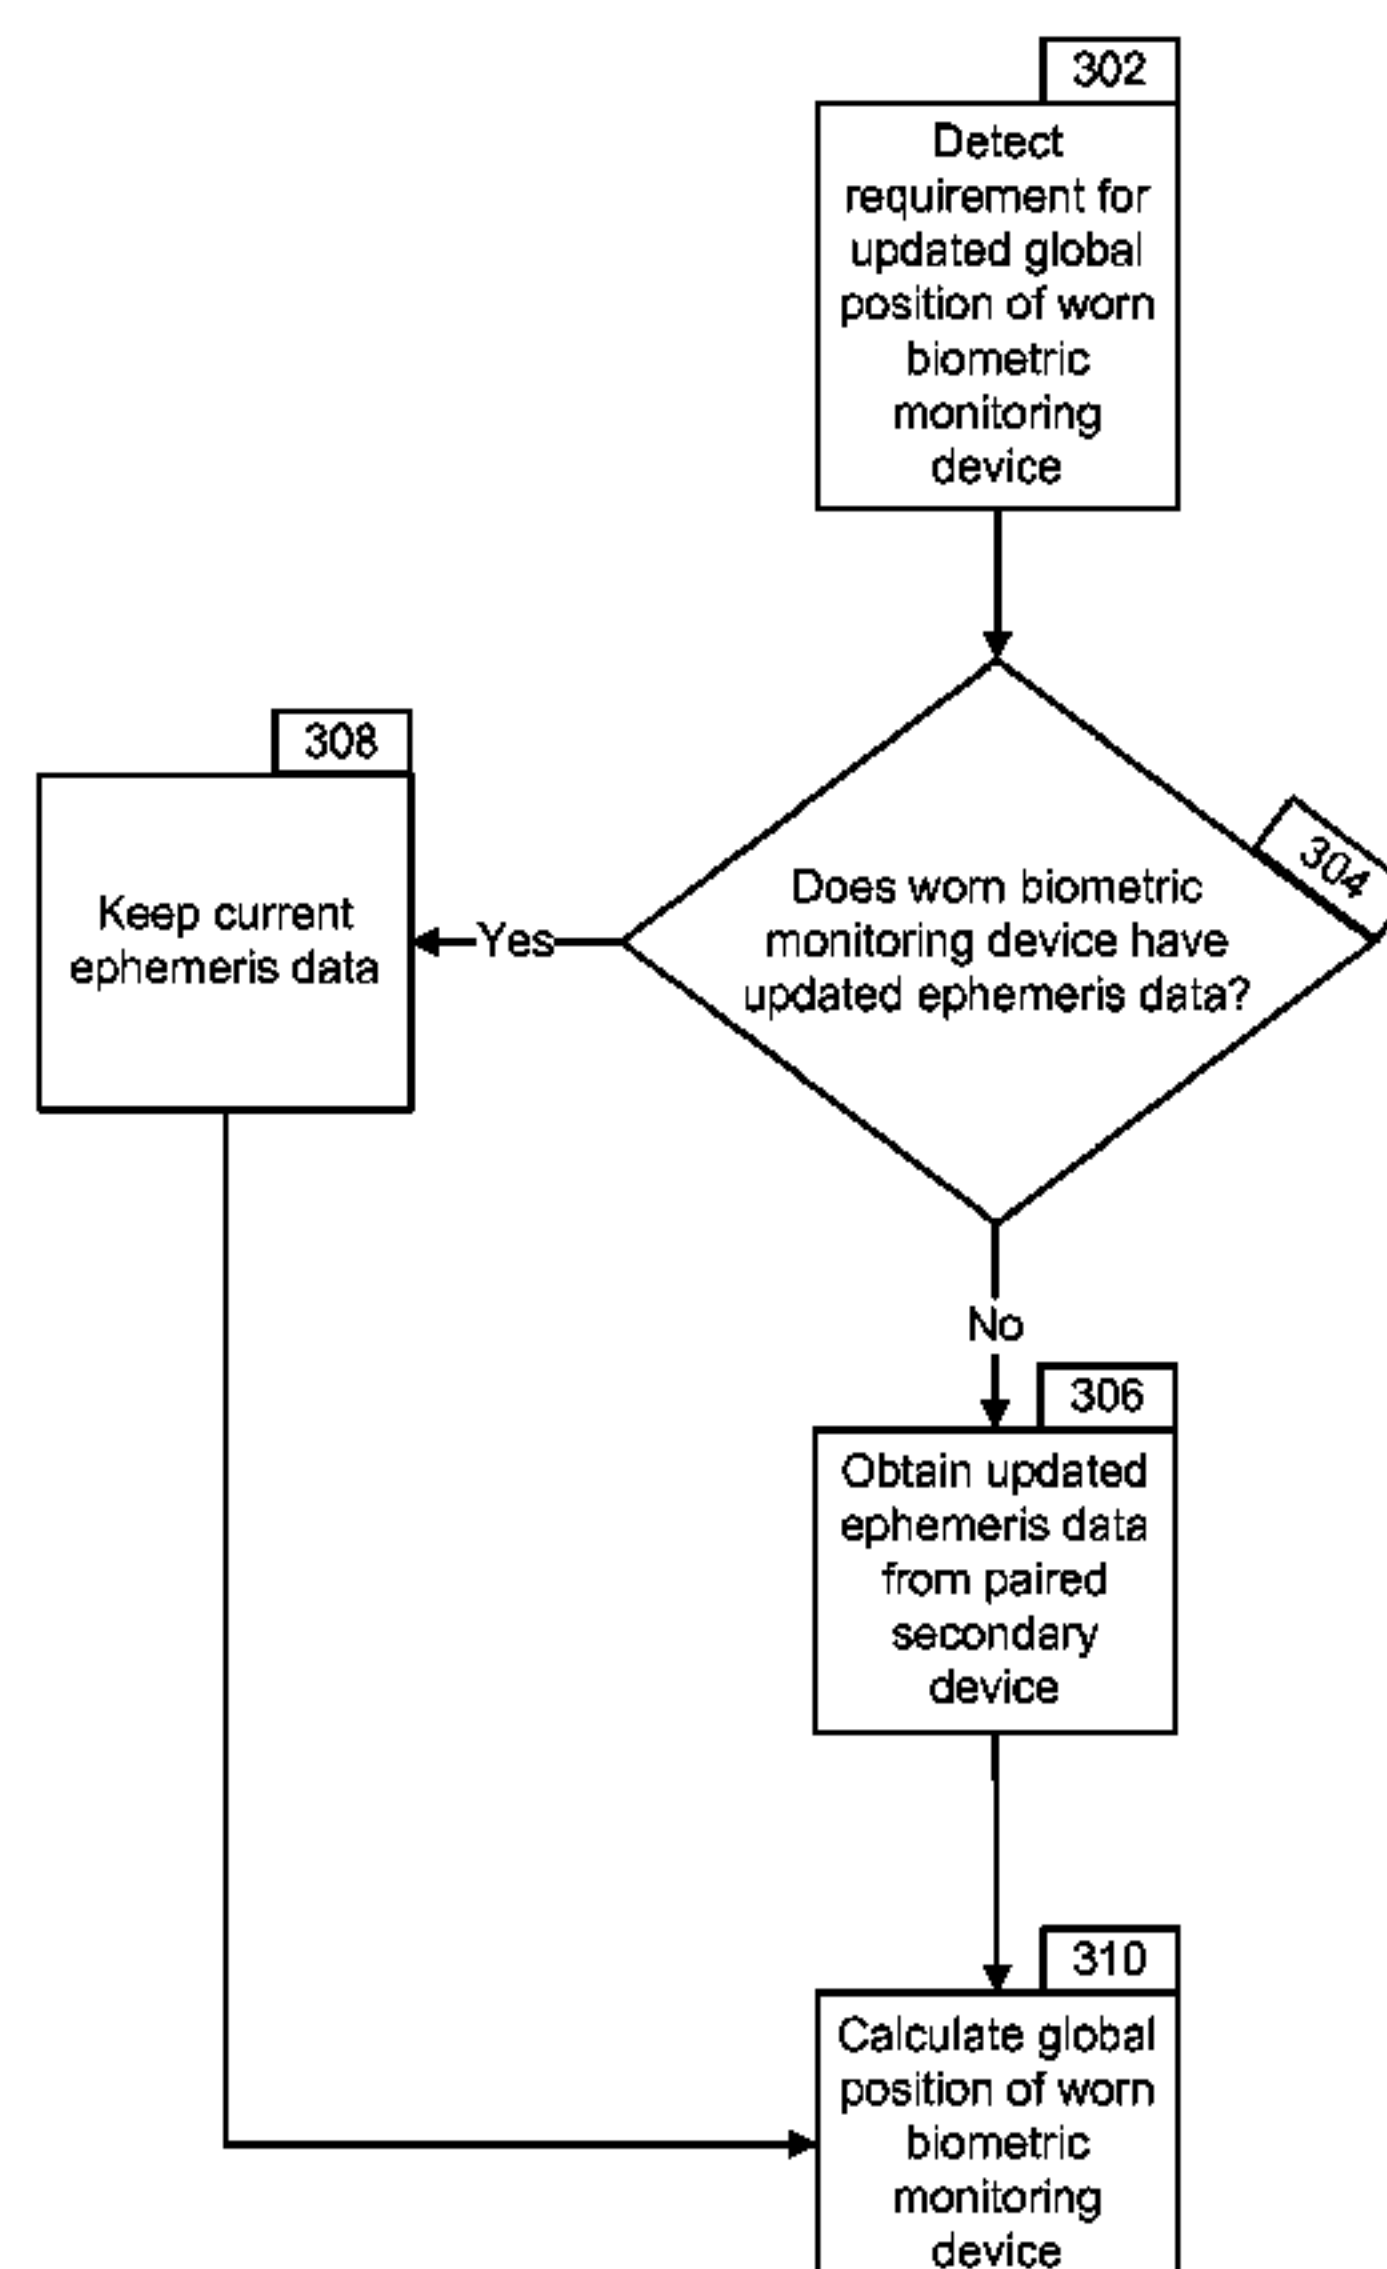 302
Detect
requirement for
updated global
position of worn
biometric
monitoring
device
304
Does worn biometric
monitoring device have
updated ephemeris data?
Yes
308
Keep current
ephemeris data
No
306
Obtain updated
ephemeris data
from paired
secondary
device
310
Calculate global
position of worn
biometric
monitoring
device